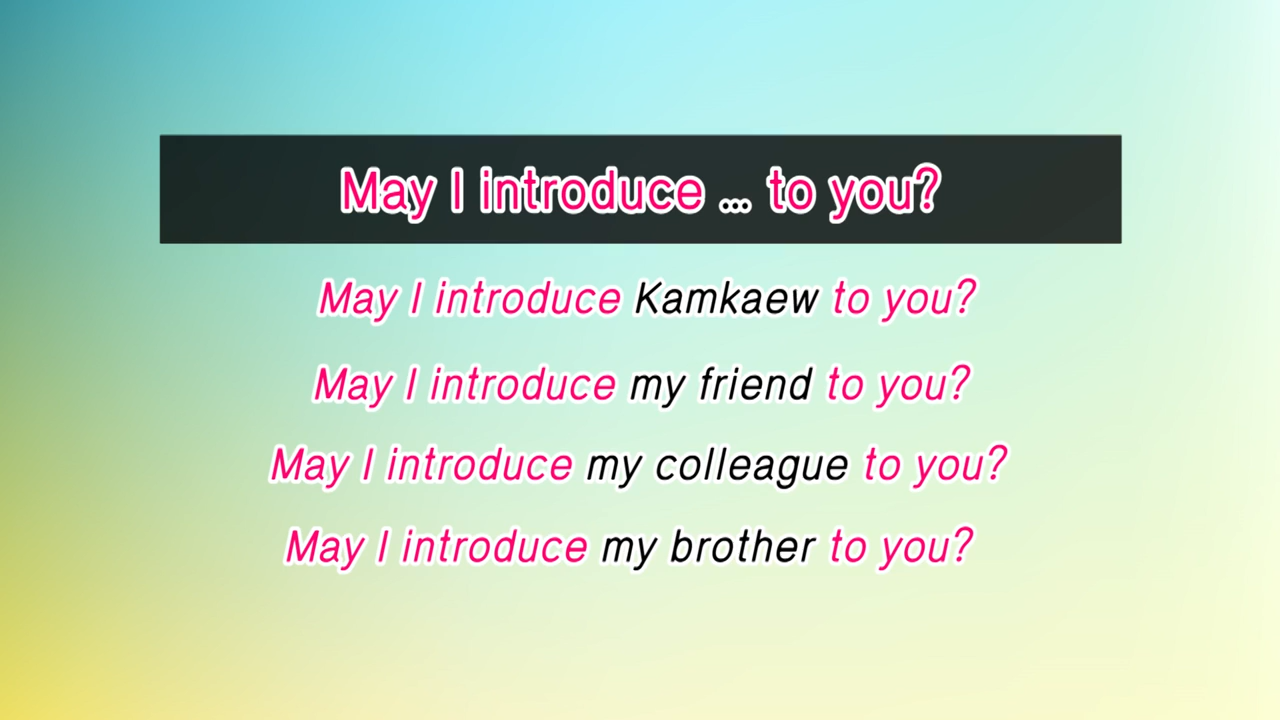 May I introduce ... to you?
May I introduce Kamkaew to you?
May I introduce my friend to you?
May I introduce my colleague to you?
May I introduce my brother to you?